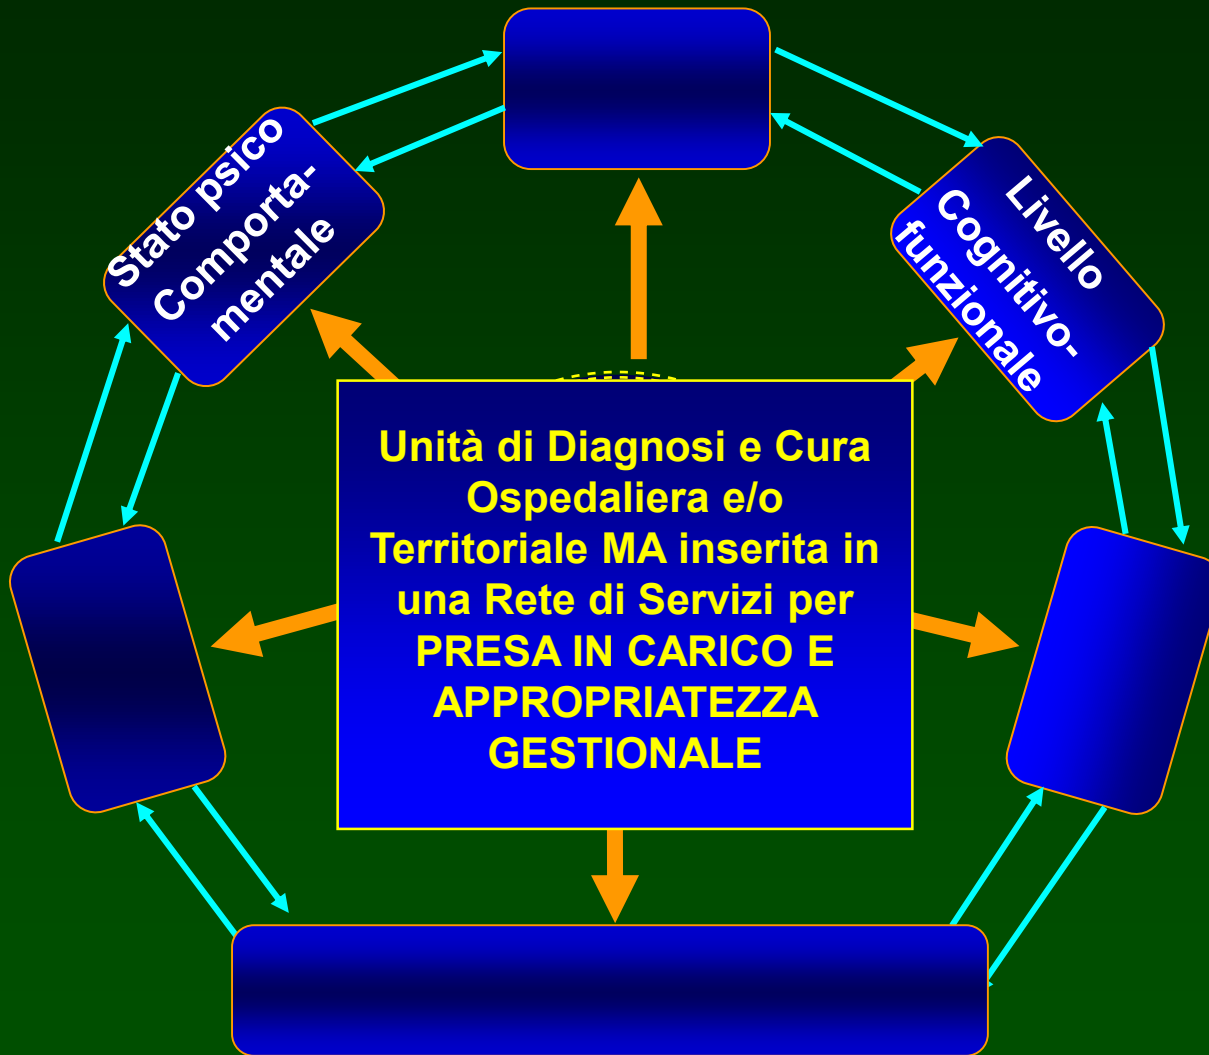 Stato psico
Comporta-
mentale
Livello
Cognitivo-
funzionale
Unità di Diagnosi e Cura
Ospedaliera e/o
Territoriale MA inserita in
una Rete di Servizi per
PRESA IN CARICO E
APPROPRIATEZZA
GESTIONALE